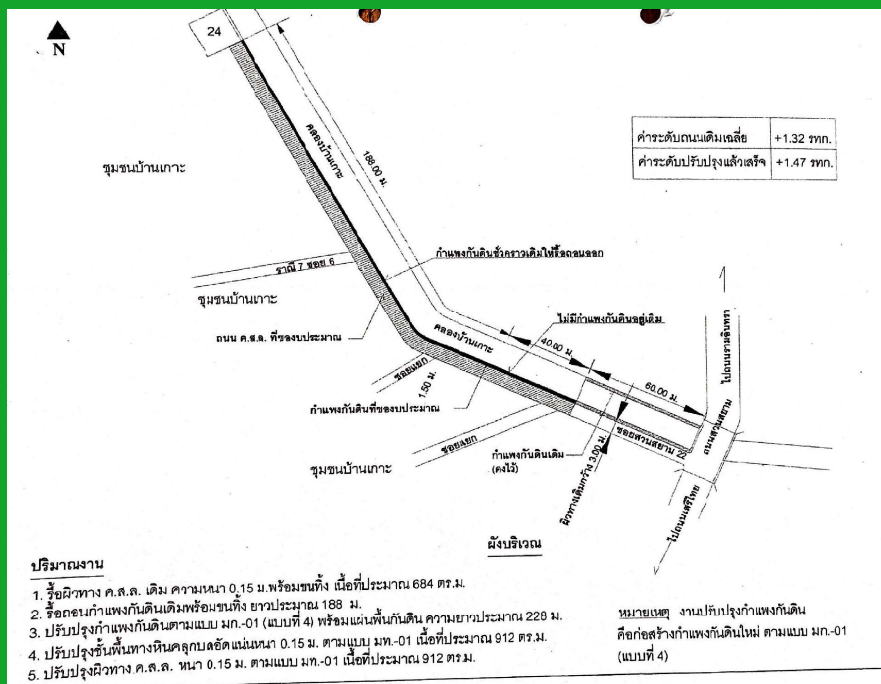 24
N
คลองบ้านเกาะ
188.00 ม.
ค่าระดับถนนเดิมเฉลี่ย +1.32 รทก.
ค่าระดับปรับปรุงแล้วเสร็จ +1.47 รทก.
ชุมชนบ้านเกาะ
กำแพงกันดินชั่วคราวเดิมให้รื้อถอนออก
รามี 7 ซอย 6
ชุมชนบ้านเกาะ
ไม่มีกำแพงกันดินอยู่เดิม
คลองบ้านเกาะ
ถนน ค.ส.ล. ที่ของบประมาณ
40.00 ม.
ไปถนนรามอินทรา
ซอยแยก
1.50 ม.
60.00 ม.
กำแพงกันดินที่ของบประมาณ
ซอยแยก
ซอยสวนสยาม 22
ถนนสวนสยาม
กำแพงกันดินเดิม
(คงไว้)
ชุมชนบ้านเกาะ
ผิวทางเดิมกว้าง 3.00 ม.
ไปถนนเสรีไทย
ผังบริเวณ
ปริมาณงาน
1. รื้อผิวทาง ค.ส.ล. เดิม ความหนา 0.15 ม.พร้อมขนทิ้ง เนื้อที่ประมาณ 684 ตร.ม.
2. รื้อถอนกำแพงกันดินเดิมพร้อมขนทิ้ง ยาวประมาณ 188 ม.
3. ปรับปรุงกำแพงกันดินตามแบบ มก.-01 (แบบที่ 4) พร้อมแผ่นพื้นกันดิน ความยาวประมาณ 228 ม.
4. ปรับปรุงชั้นพื้นทางหินคลุกบดอัดแน่นหนา 0.15 ม. ตามแบบ มท.-01 เนื้อที่ประมาณ 912 ตร.ม.
5. ปรับปรุงผิวทาง ค.ส.ล. หนา 0.15 ม. ตามแบบ มท.-01 เนื้อที่ประมาณ 912 ตร.ม.
หมายเหตุ งานปรับปรุงกำแพงกันดิน
คือก่อสร้างกำแพงกันดินใหม่ ตามแบบ มก.-01
(แบบที่ 4)